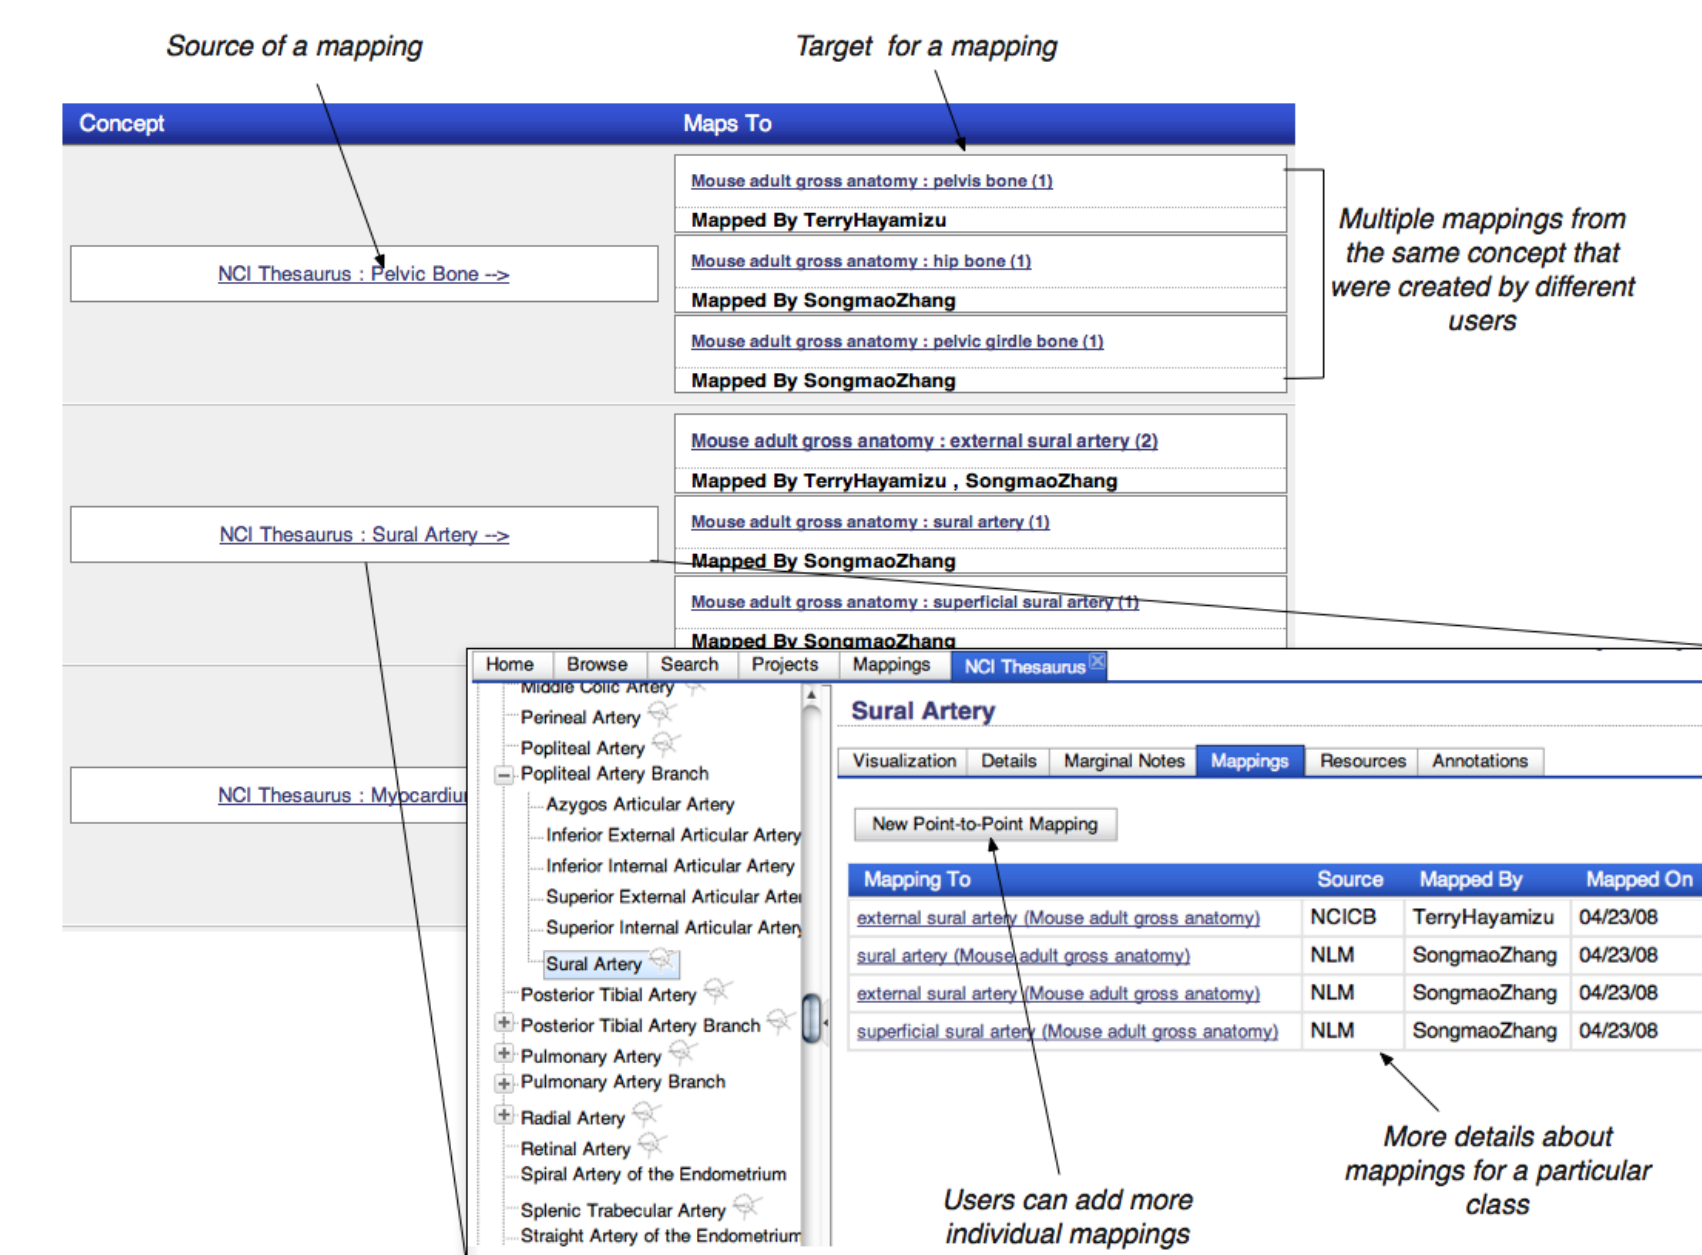 Source of a mapping
Target for a mapping
Concept
Maps To
Mouse adult gross anatomy : pelvis bone (1)
Mapped By TerryHayamizu
NCI Thesaurus : Pelvic Bone -->
Mouse adult gross anatomy : hip bone (1)
Mapped By SongmaoZhang
Mouse adult gross anatomy : pelvic girdle bone (1)
Mapped By SongmaoZhang
Multiple mappings from
the same concept that
were created by different
users
Mouse adult gross anatomy : external sural artery (2)
Mapped By TerryHayamizu , SongmaoZhang
NCI Thesaurus : Sural Artery -->
Mouse adult gross anatomy : sural artery (1)
Mapped By SongmaoZhang
Mouse adult gross anatomy : superficial sural artery (1)
Mapped By SongmaoZhang
NCI Thesaurus :
Home Browse Search Projects Mappings NCI Thesaurus
Middle Colic Artery
Perineal Artery
Popliteal Artery
Popliteal Artery Branch
Azygos Articular Artery
Inferior External Articular Artery
Inferior Internal Articular Artery
Superior External Articular
Superior Internal Articular Artery
Sural Artery
Posterior Tibial Artery
Posterior Tibial Artery Branch
Pulmonary Artery
Pulmonary Artery Branch
Radial Artery
Retinal Artery
Spiral Artery of the Endometrium
Splenic Trabecular Artery
Straight Artery of the Endometrium
Sural Artery
Visualization Details Marginal Notes Mappings Resources Annotations
New Point-to-Point Mapping
Mapping To Source Mapped By Mapped On
external sural artery (Mouse adult gross anatomy) NCICB TerryHayamizu 04/23/08
sural artery (Mouse adult gross anatomy) NLM SongmaoZhang 04/23/08
external sural artery (Mouse adult gross anatomy) NLM SongmaoZhang 04/23/08
superficial sural artery (Mouse adult gross anatomy) NLM SongmaoZhang 04/23/08
Users can add more
individual mappings
More details about
mappings for a particular
class